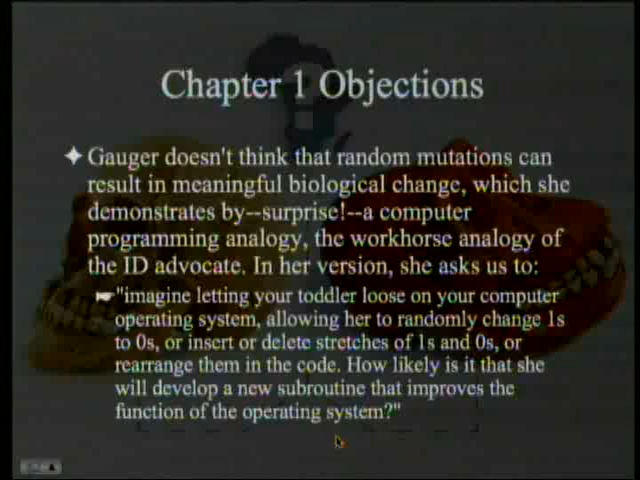 Chapter 1 Objections
Gauger doesn't think that random mutations can
result in meaningful biological change, which she
demonstrates by--surprise!--a computer
programming analogy, the workhorse analogy of
the ID advocate. In her version, she asks us to:
"imagine letting your toddler loose on your computer
operating system, allowing her to randomly change 1s
to 0s, or insert or delete stretches of 1s and 0s, or
rearrange them in the code. How likely is it that she
will develop a new subroutine that improves the
function of the operating system?"